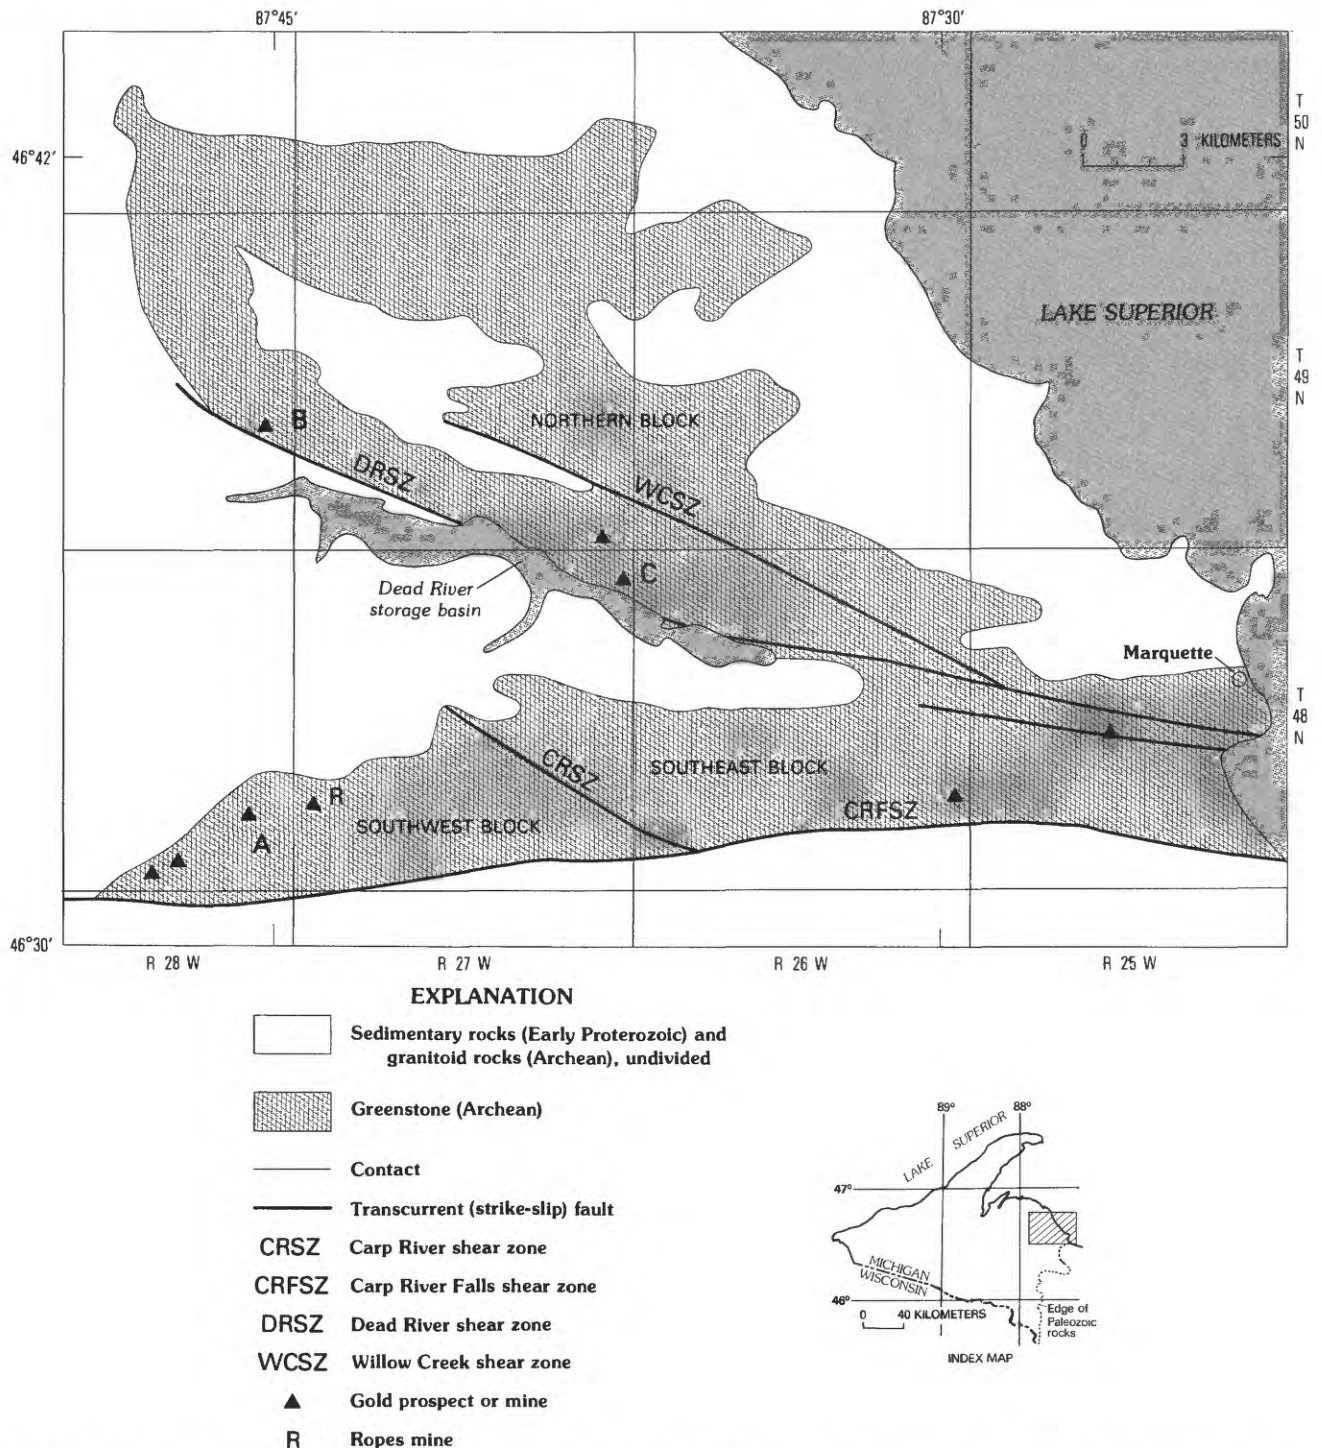 87°45'
87°30'
T
50
N
46°42'
0 3 KILOMETERS
LAKE SUPERIOR
T
49
N
B
NORTHERN BLOCK
DRSZ
WCSZ
C
Dead River
storage basin
Marquette
T
48
N
CRSZ
SOUTHEAST BLOCK
R
CRFSZ
SOUTHWEST BLOCK
A
46°30'
R 28 W
R 27 W
R 26 W
R 25 W
EXPLANATION
Sedimentary rocks (Early Proterozoic) and
granitoid rocks (Archean), undivided
Greenstone (Archean)
Contact
Transcurrent (strike-slip) fault
CRSZ Carp River shear zone
CRFSZ Carp River Falls shear zone
DRSZ Dead River shear zone
WCSZ Willow Creek shear zone
Gold prospect or mine
R Ropes mine
89°
88°
LAKE SUPERIOR
47°
MICHIGAN
WISCONSIN
46°
0 40 KILOMETERS
Edge of
Paleozoic
rocks
INDEX MAP